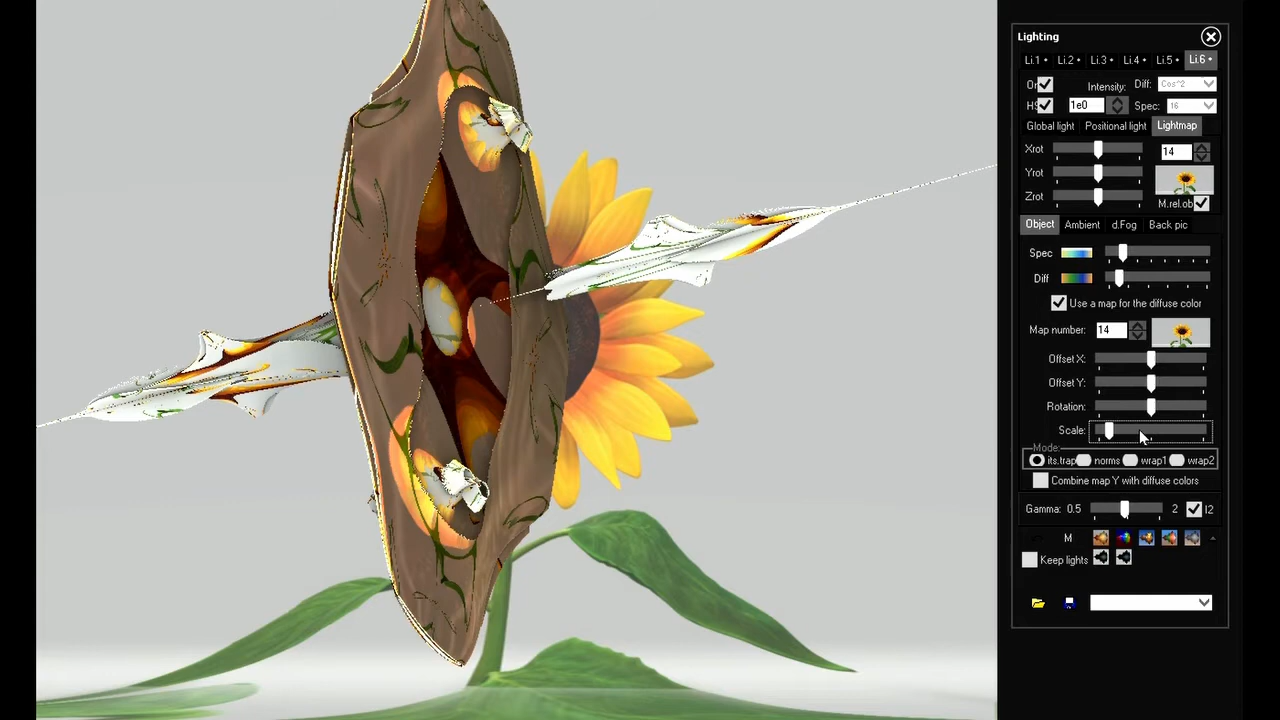 Lighting
Li.1 Li.2 Li.3 Li.4 Li.5 Li.6
Intensity: Diff: Cos^2
1e0 Spec: 16
Global light Positional light Lightmap
Xrot 14
Yrot
Zrot M.rel.ob
Object Ambient d.Fog Back pic
Spec
Diff
Use a map for the diffuse color
Map number: 14
Offset X:
Offset Y:
Rotation:
Scale:
Mode:
its.trap norms wrap1 wrap2
Combine map Y with diffuse colors
Gamma: 0.5 2 I2
M
Keep lights